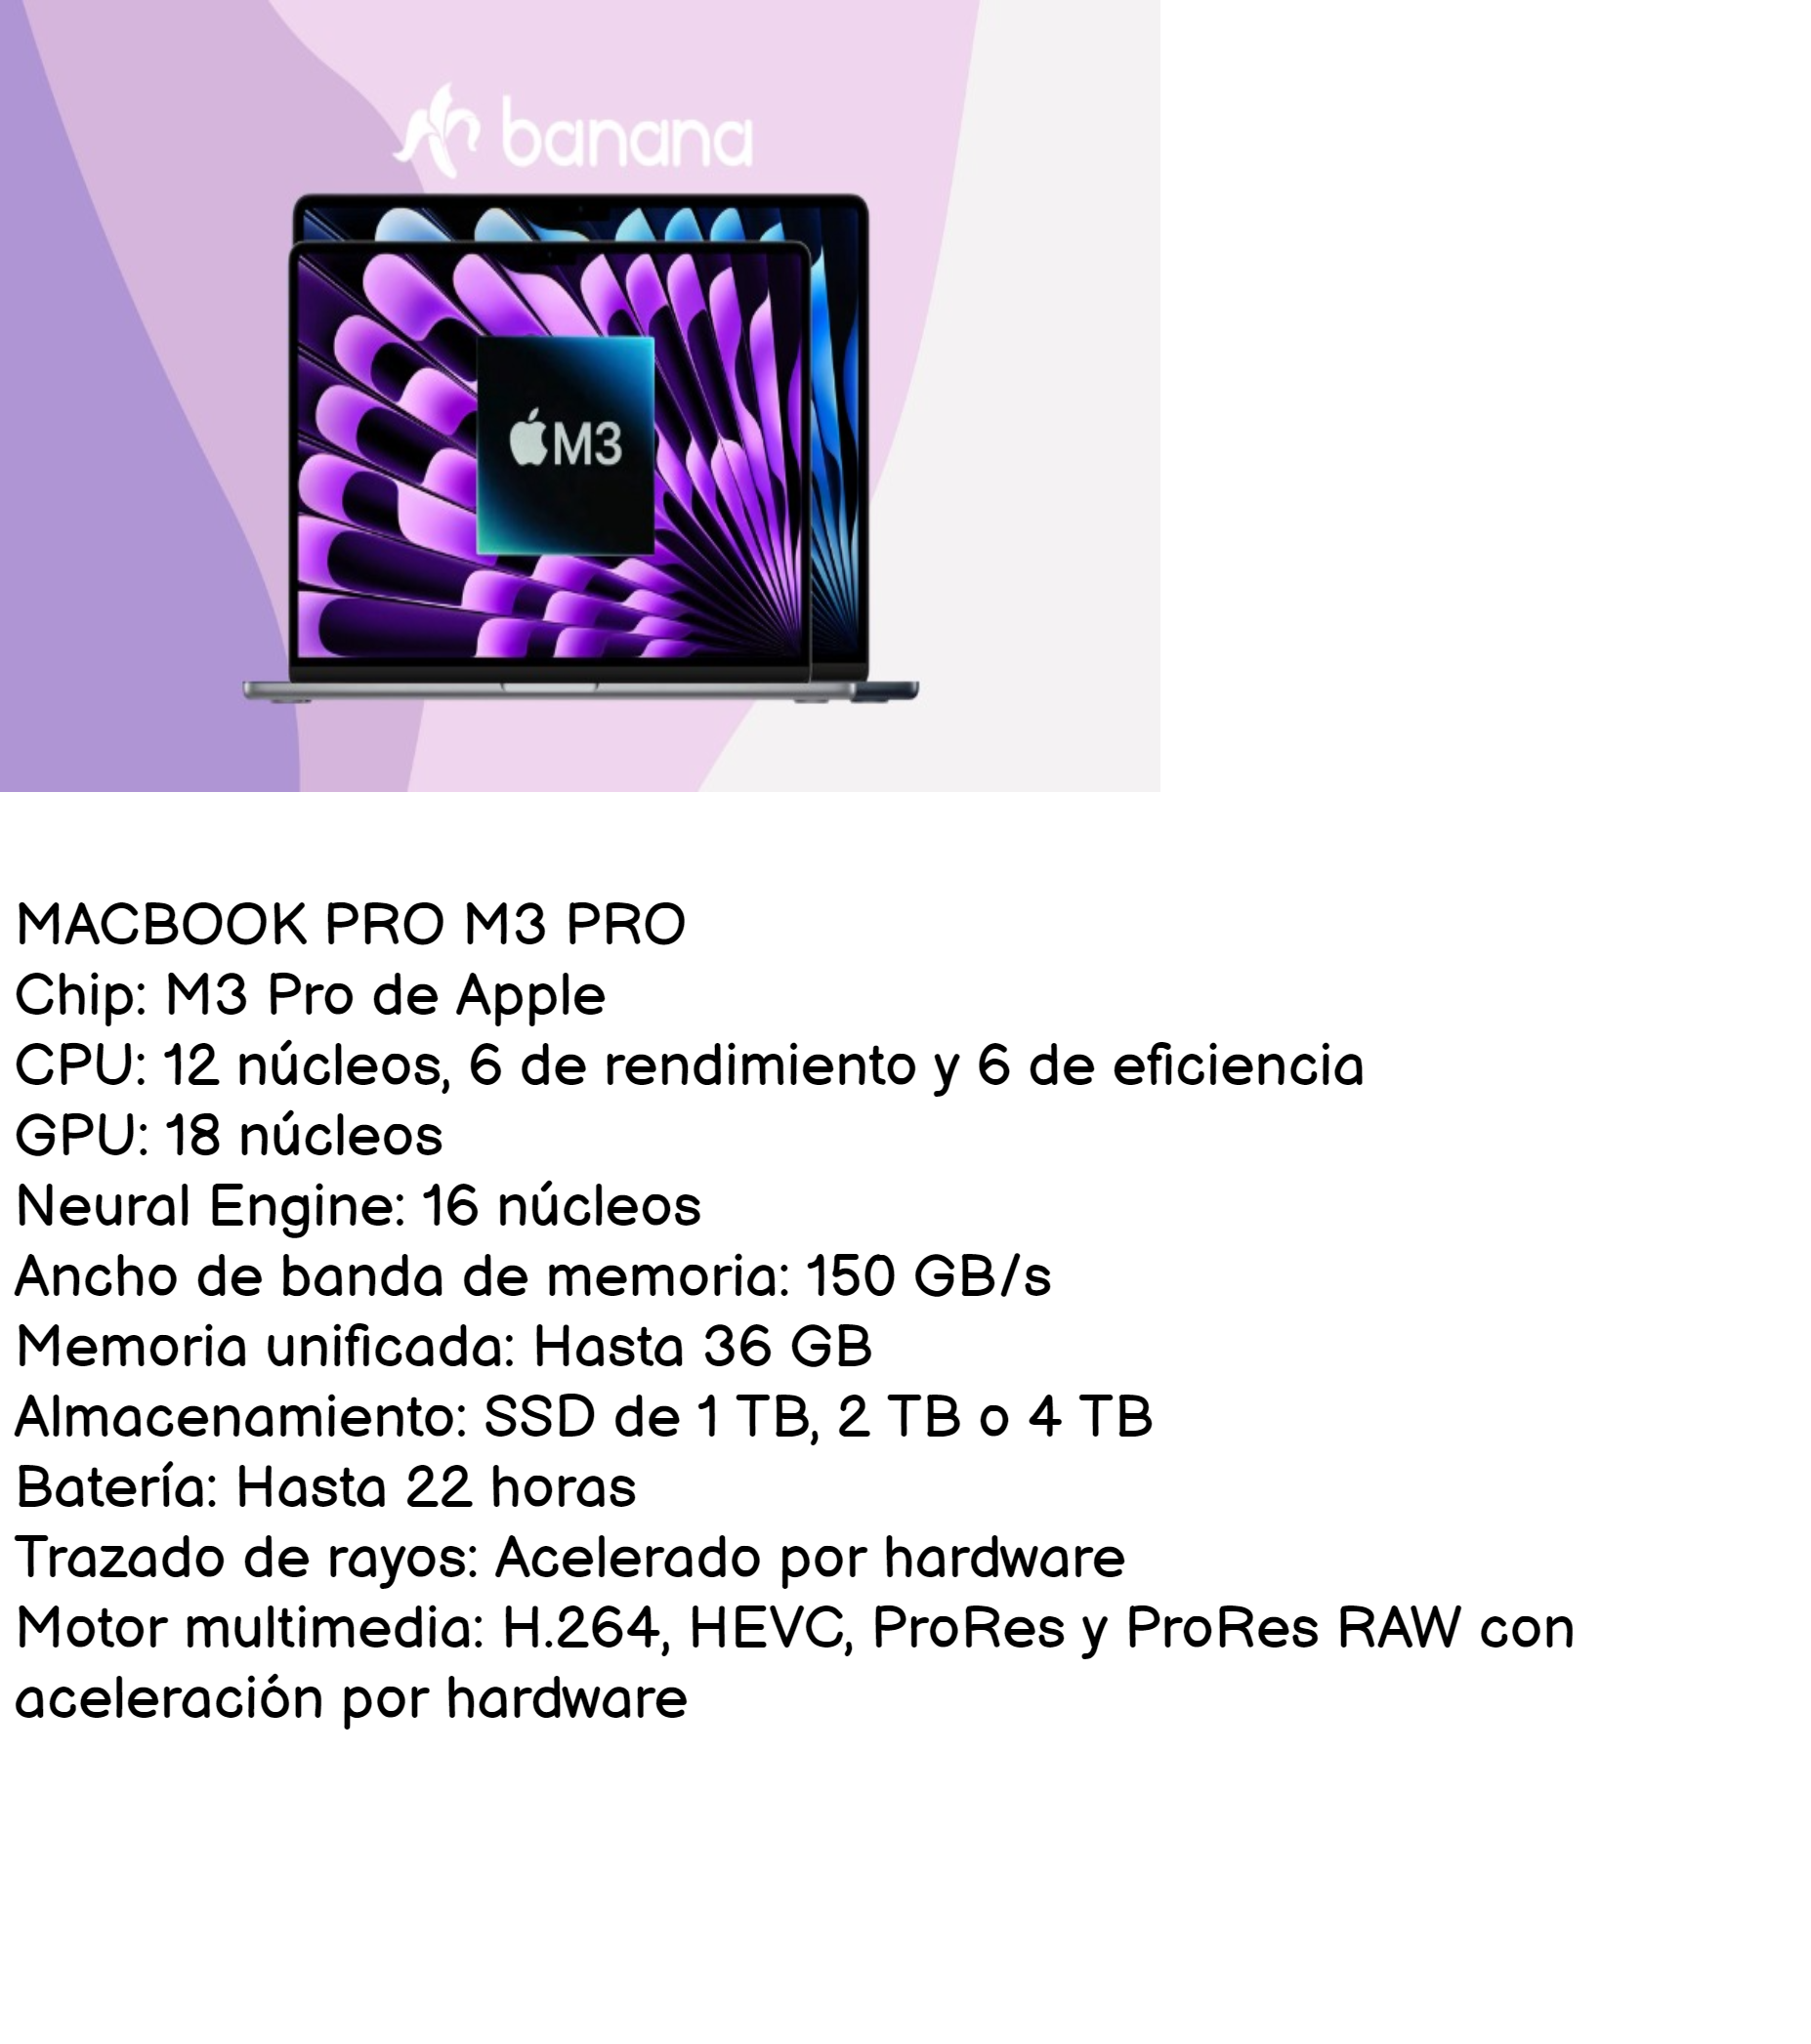 banana
M3
MACBOOK PRO M3 PRO
Chip: M3 Pro de Apple
CPU: 12 núcleos, 6 de rendimiento y 6 de eficiencia
GPU: 18 núcleos
Neural Engine: 16 núcleos
Ancho de banda de memoria: 150 GB/s
Memoria unificada: Hasta 36 GB
Almacenamiento: SSD de 1 TB, 2 TB o 4 TB
Batería: Hasta 22 horas
Trazado de rayos: Acelerado por hardware
Motor multimedia: H.264, HEVC, ProRes y ProRes RAW con
aceleración por hardware